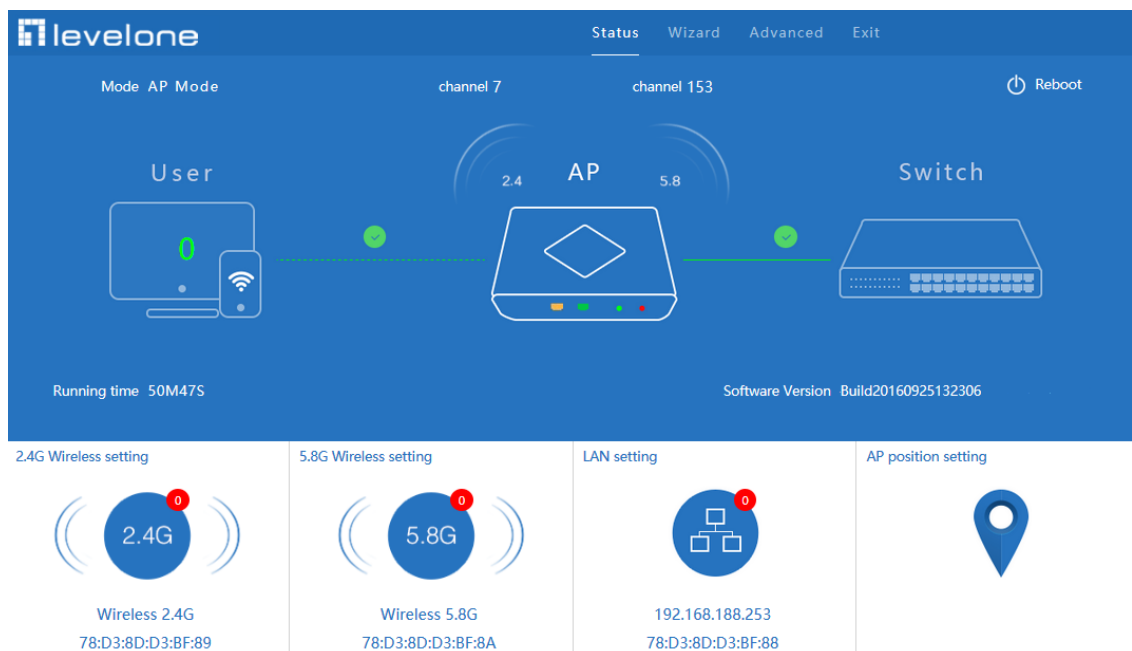 levelone
Status Wizard Advanced Exit
Mode AP Mode channel 7 channel 153 Reboot
User AP Switch
2.4 5.8
0
Running time 50M47S Software Version Build20160925132306
2.4G Wireless setting 5.8G Wireless setting LAN setting AP position setting
0 0 0
2.4G 5.8G
Wireless 2.4G Wireless 5.8G 192.168.188.253
78:D3:8D:D3:BF:89 78:D3:8D:D3:BF:8A 78:D3:8D:D3:BF:88